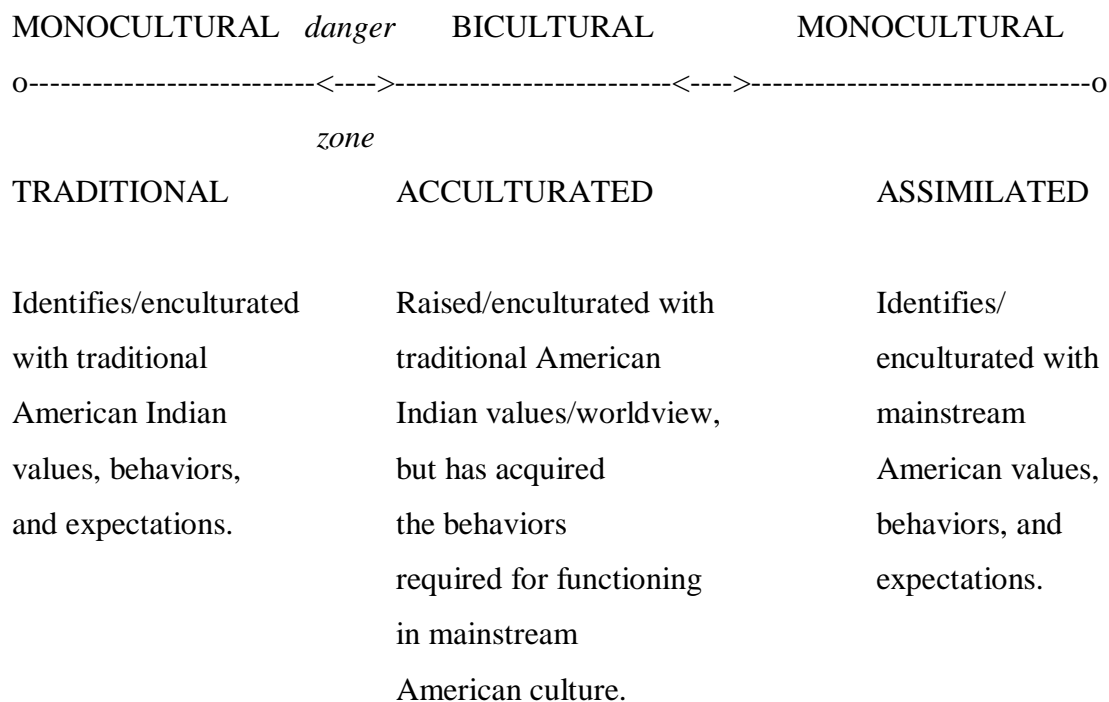 MONOCULTURAL danger BICULTURAL MONOCULTURAL
o---------------------------<---->--------------------------<---->--------------------------------o
zone
TRADITIONAL ACCULTURATED ASSIMILATED
Identifies/enculturated Raised/enculturated with Identifies/
with traditional traditional American enculturated with
American Indian Indian values/worldview, mainstream
values, behaviors, but has acquired American values,
and expectations. the behaviors behaviors, and
required for functioning expectations.
in mainstream
American culture.